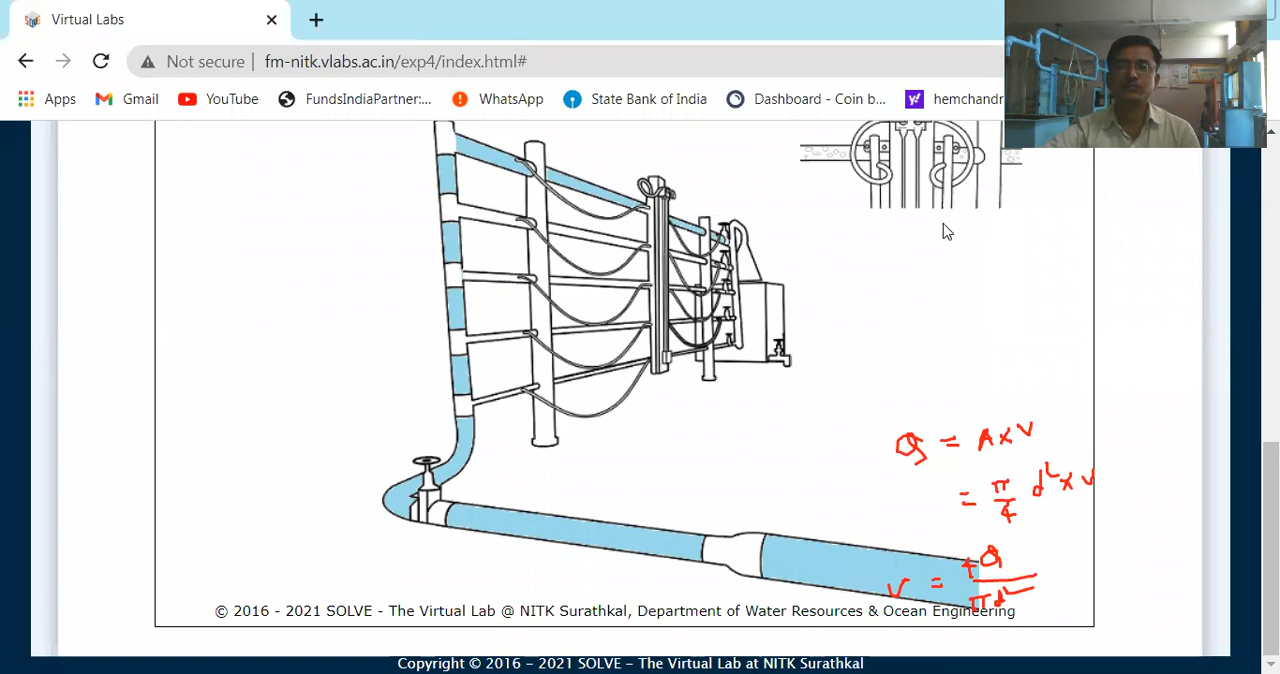 Virtual Labs
Not secure | fm-nitk.vlabs.ac.in/exp4/index.html#
Apps Gmail YouTube FundsIndiaPartner:... WhatsApp State Bank of India Dashboard - Coin b... hemchandr
Q = A x V
= π/4 d² x v
V = 4Q/πd²
© 2016 - 2021 SOLVE - The Virtual Lab @ NITK Surathkal, Department of Water Resources & Ocean Engineering
Copyright © 2016 - 2021 SOLVE - The Virtual Lab at NITK Surathkal